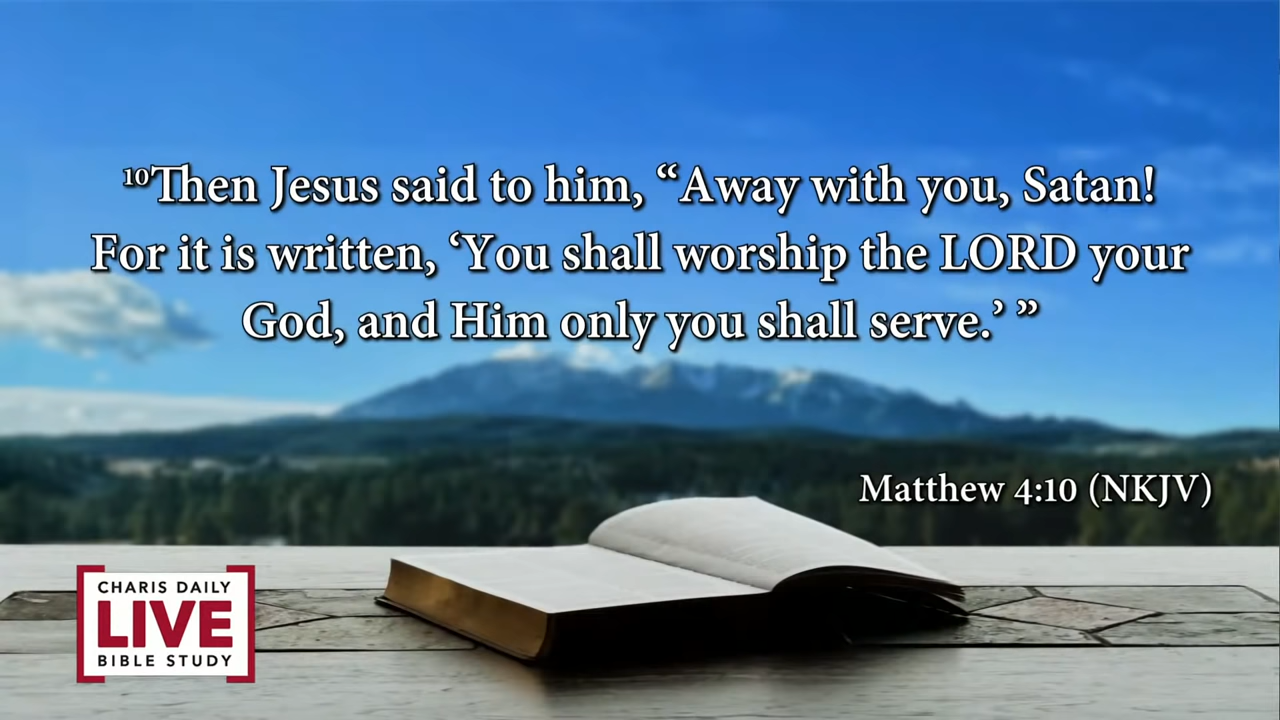 ¹⁰Then Jesus said to him, “Away with you, Satan!
For it is written, ‘You shall worship the LORD your
God, and Him only you shall serve.’ ”
Matthew 4:10 (NKJV)
CHARIS DAILY
LIVE
BIBLE STUDY